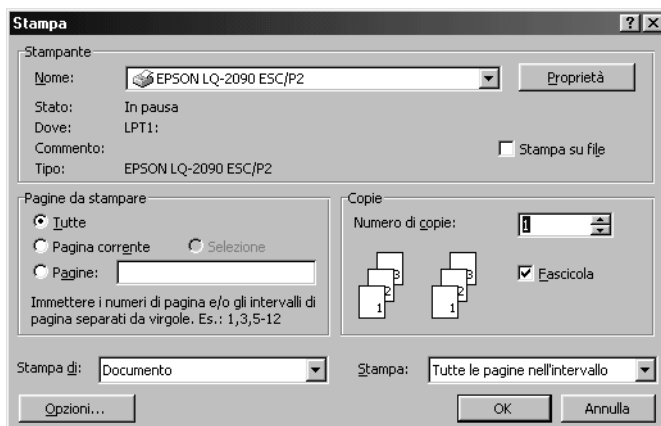 Stampa
Stampante
Nome: EPSON LQ-2090 ESC/P2 Proprietà
Stato: In pausa
Dove: LPT1:
Commento: Stampa su file
Tipo: EPSON LQ-2090 ESC/P2
Pagine da stampare Copie
Tutte Numero di copie: 1
Pagina corrente Selezione
Pagine: Fascicola
Immettere i numeri di pagina e/o gli intervalli di
pagina separati da virgole. Es.: 1,3,5-12
3 3
2 2
1 1
Stampa di: Documento Stampa: Tutte le pagine nell'intervallo
Opzioni... OK Annulla